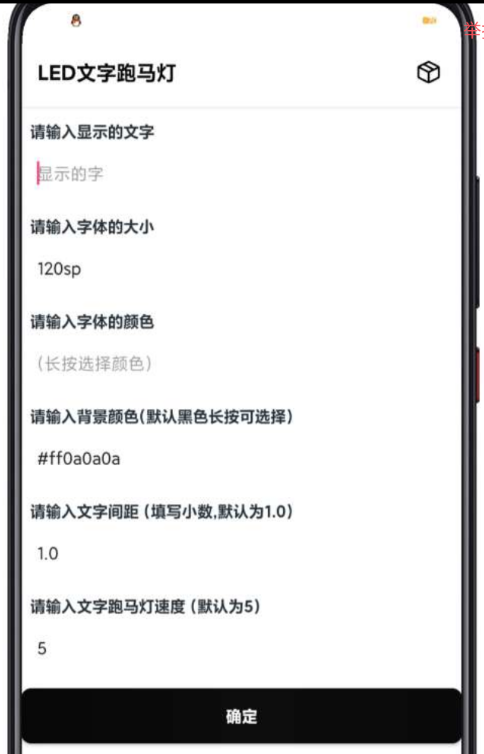 LED文字跑马灯
请输入显示的文字
显示的字
请输入字体的大小
120sp
请输入字体的颜色
（长按选择颜色）
请输入背景颜色(默认黑色长按可选择）
#ff0a0a0a
请输入文字间距（填写小数,默认为1.0）
1.0
请输入文字跑马灯速度（默认为5）
5
确定